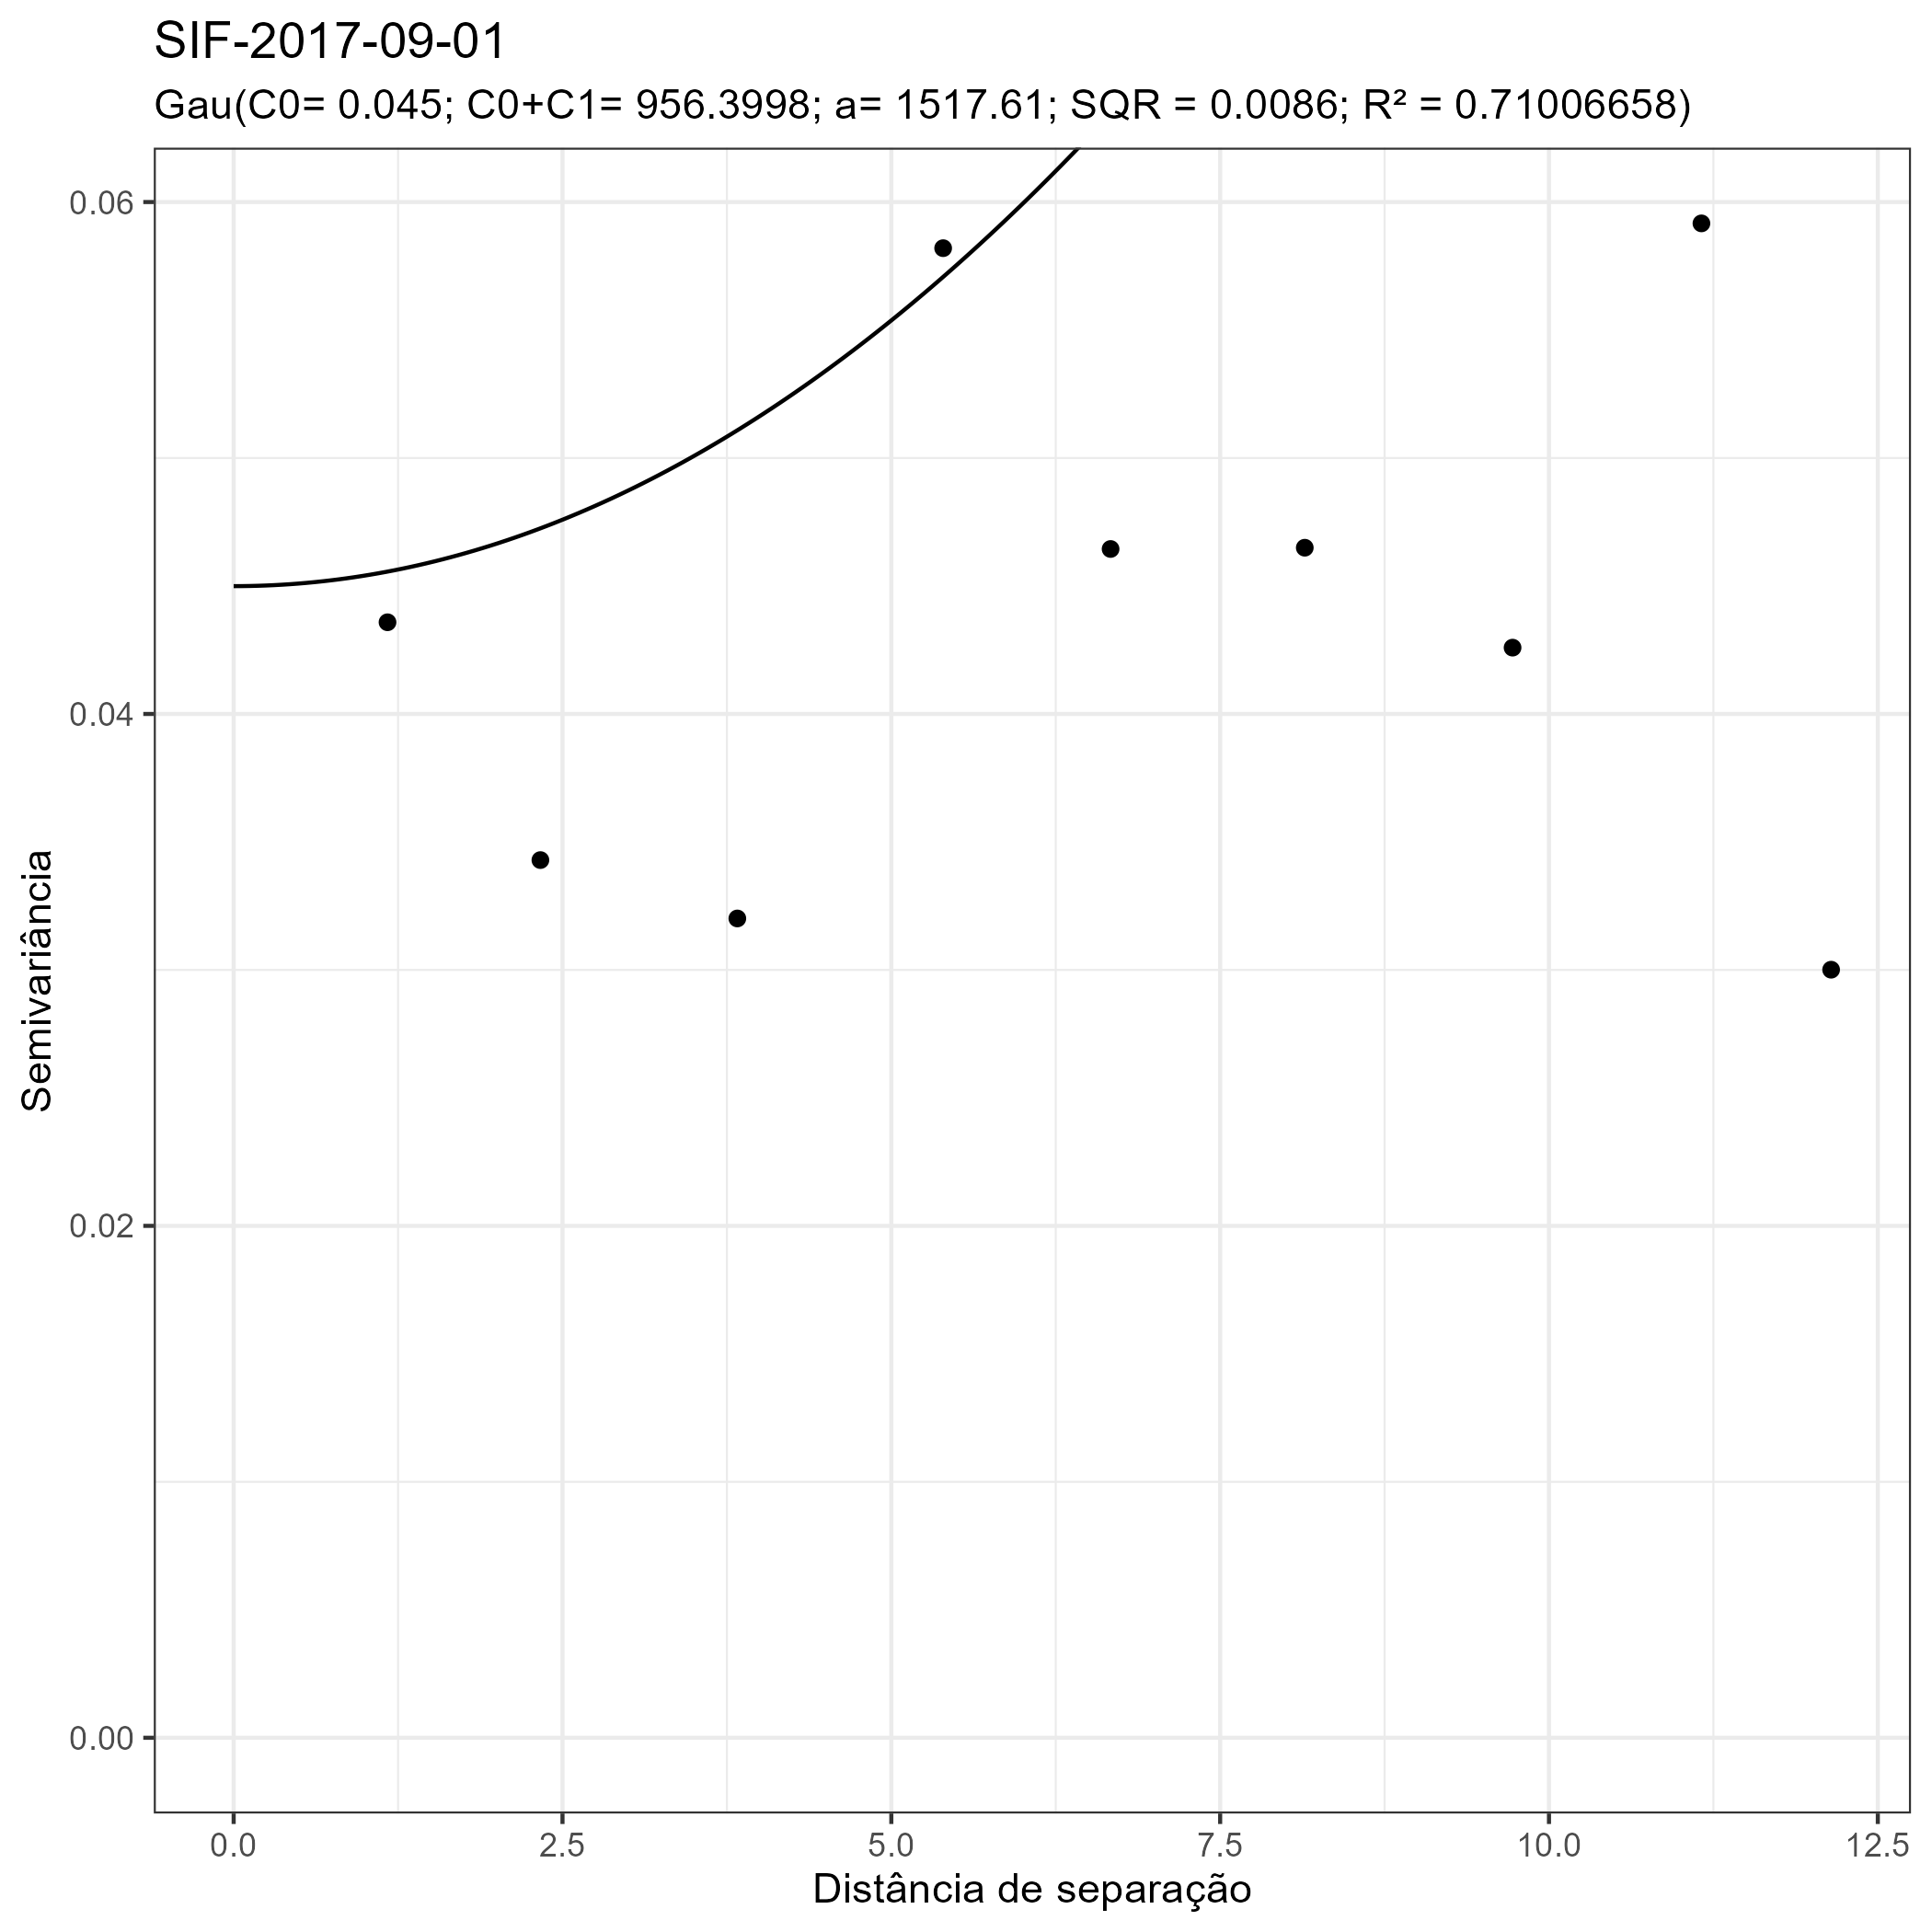 SIF-2017-09-01
Gau(C0= 0.045; C0+C1= 956.3998; a= 1517.61; SQR = 0.0086; R² = 0.71006658)
Semivariância
0.06
0.04
0.02
0.00
0.0 2.5 5.0 7.5 10.0 12.5
Distância de separação